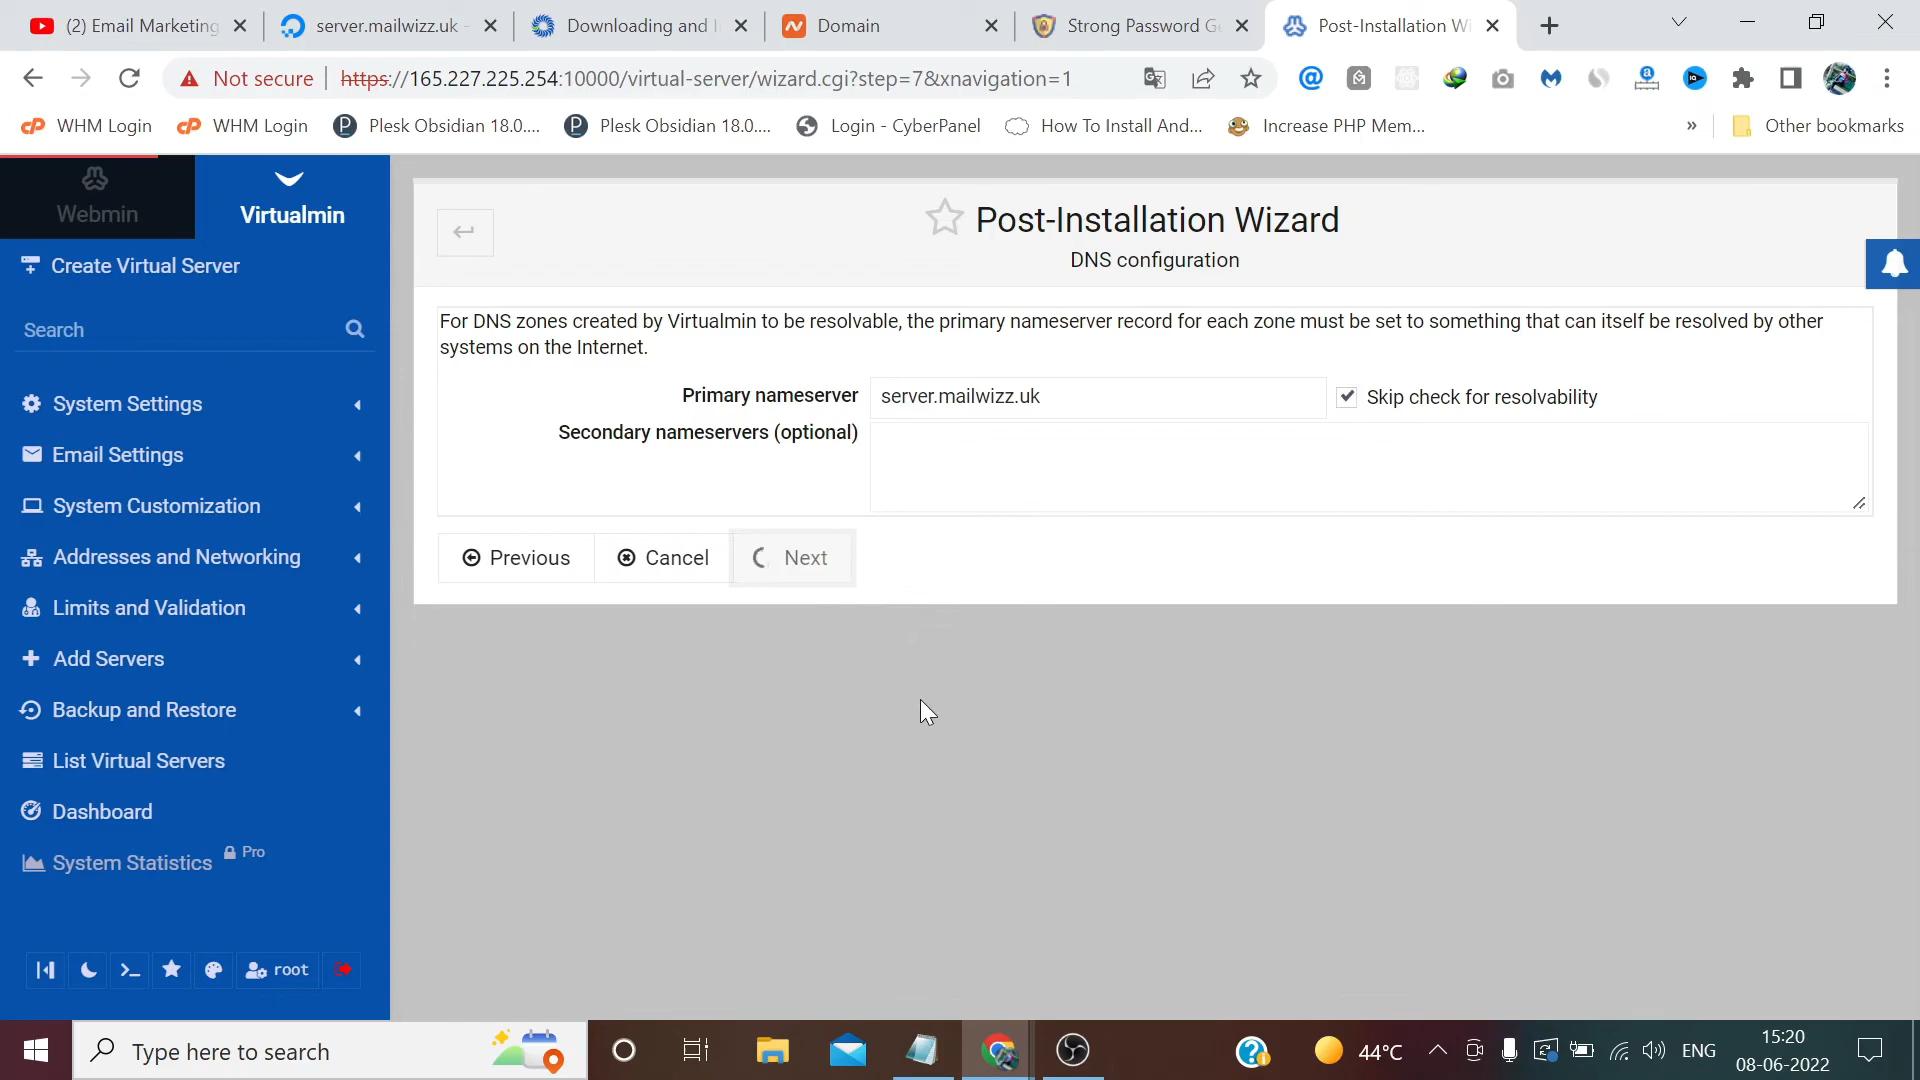 (2) Email Marketing
server.mailwizz.uk -
Downloading and I
Domain
Strong Password Ge
Post-Installation Wi
Not secure
https://165.227.225.254:10000/virtual-server/wizard.cgi?step=7&xnavigation=1
WHM Login
WHM Login
Plesk Obsidian 18.0....
Plesk Obsidian 18.0....
Login - CyberPanel
How To Install And...
Increase PHP Mem...
»
Other bookmarks
Webmin
Virtualmin
Create Virtual Server
Search
System Settings
Email Settings
System Customization
Addresses and Networking
Limits and Validation
Add Servers
Backup and Restore
List Virtual Servers
Dashboard
System Statistics
Pro
root
Post-Installation Wizard
DNS configuration
For DNS zones created by Virtualmin to be resolvable, the primary nameserver record for each zone must be set to something that can itself be resolved by other
systems on the Internet.
Primary nameserver
server.mailwizz.uk
Skip check for resolvability
Secondary nameservers (optional)
Previous
Cancel
Next
Type here to search
44°C
ENG
15:20
08-06-2022